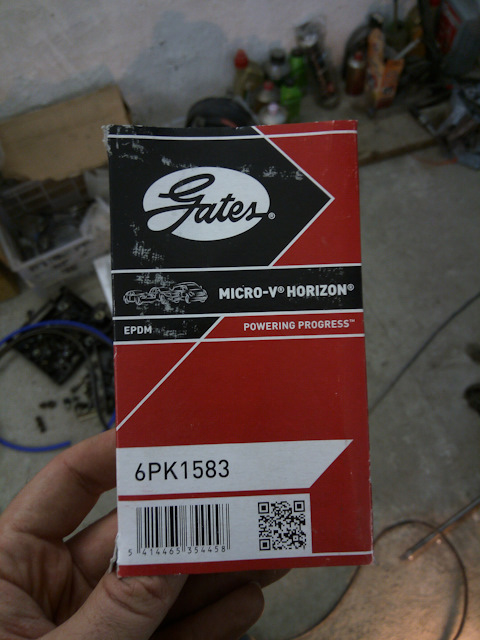 Gates®
MICRO-V® HORIZON®
EPDM
POWERING PROGRESS™
6PK1583
5 414465 354458